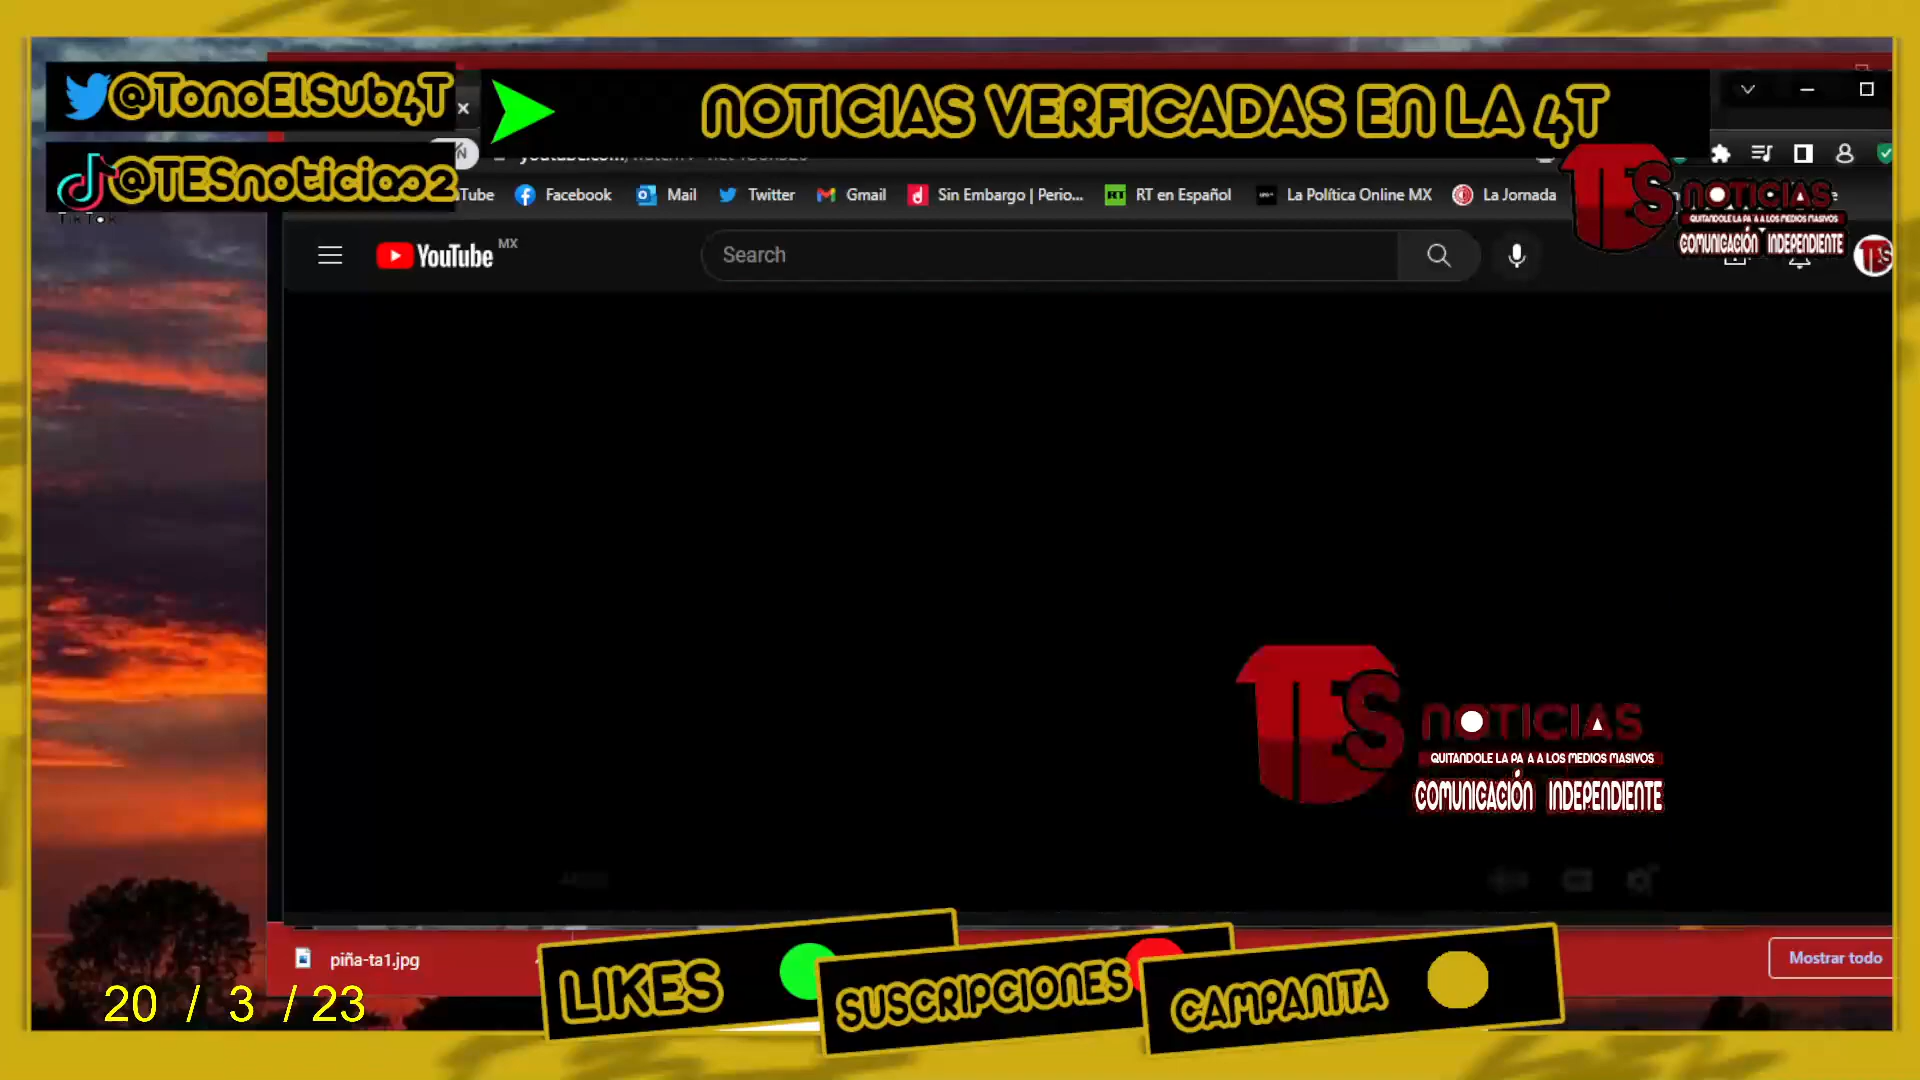 @TonoElSub4T
NOTICIAS VERFICADAS EN LA 4T
@TESnoticias02
TikTok
Tube
Facebook
Mail
Twitter
Gmail
Sin Embargo | Perio...
RT en Español
La Política Online MX
La Jornada
TES NOTICIAS
QUITANDOLE LA PA A A LOS MEDIOS MASIVOS
COMUNICACIÓN INDEPENDIENTE
YouTube MX
Search
TES
TES NOTICIAS
QUITANDOLE LA PA A A LOS MEDIOS MASIVOS
COMUNICACIÓN INDEPENDIENTE
piña-ta1.jpg
Mostrar todo
LIKES
SUSCRIPCIONES
CAMPANITA
20 / 3 / 23